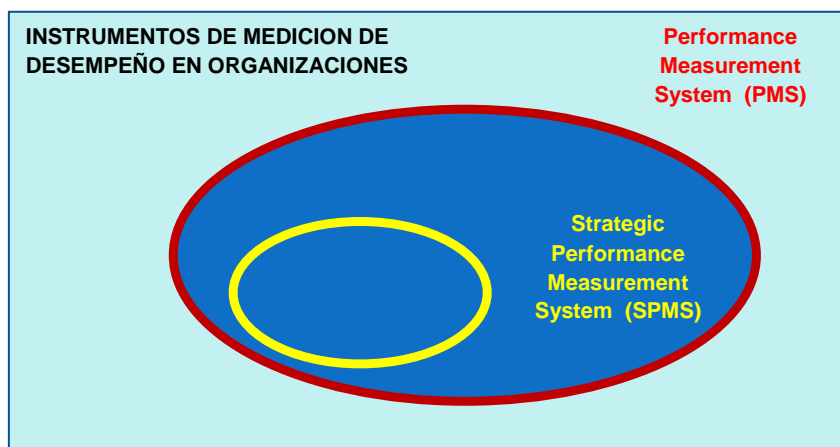 INSTRUMENTOS DE MEDICION DE
DESEMPEÑO EN ORGANIZACIONES
Performance
Measurement
System (PMS)
Strategic
Performance
Measurement
System (SPMS)